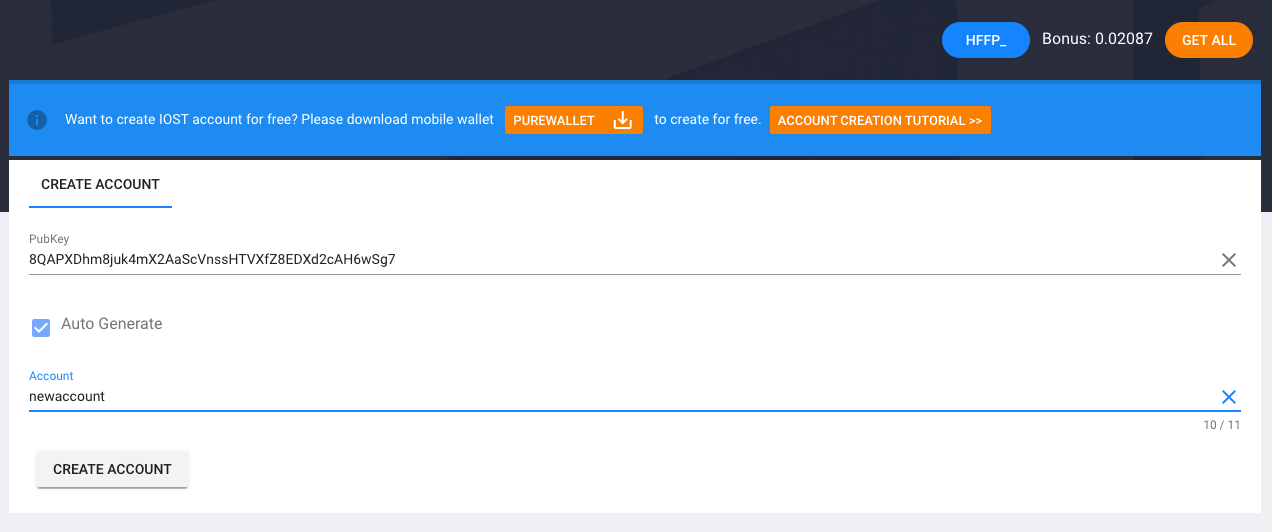 HFFP_ Bonus: 0.02087 GET ALL
Want to create IOST account for free? Please download mobile wallet PUREWALLET to create for free. ACCOUNT CREATION TUTORIAL >>
CREATE ACCOUNT
PubKey
8QAPXDhm8juk4mX2AaScVnssHTVXfZ8EDXd2cAH6wSg7
Auto Generate
Account
newaccount
10 / 11
CREATE ACCOUNT